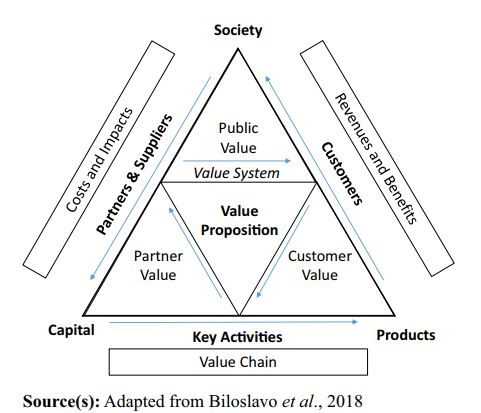 Society
Costs and Impacts
Partners & Suppliers
Public
Value
Value System
Customers
Revenues and Benefits
Value
Proposition
Partner
Value
Customer
Value
Capital
Key Activities
Products
Value Chain
Source(s): Adapted from Biloslavo et al., 2018